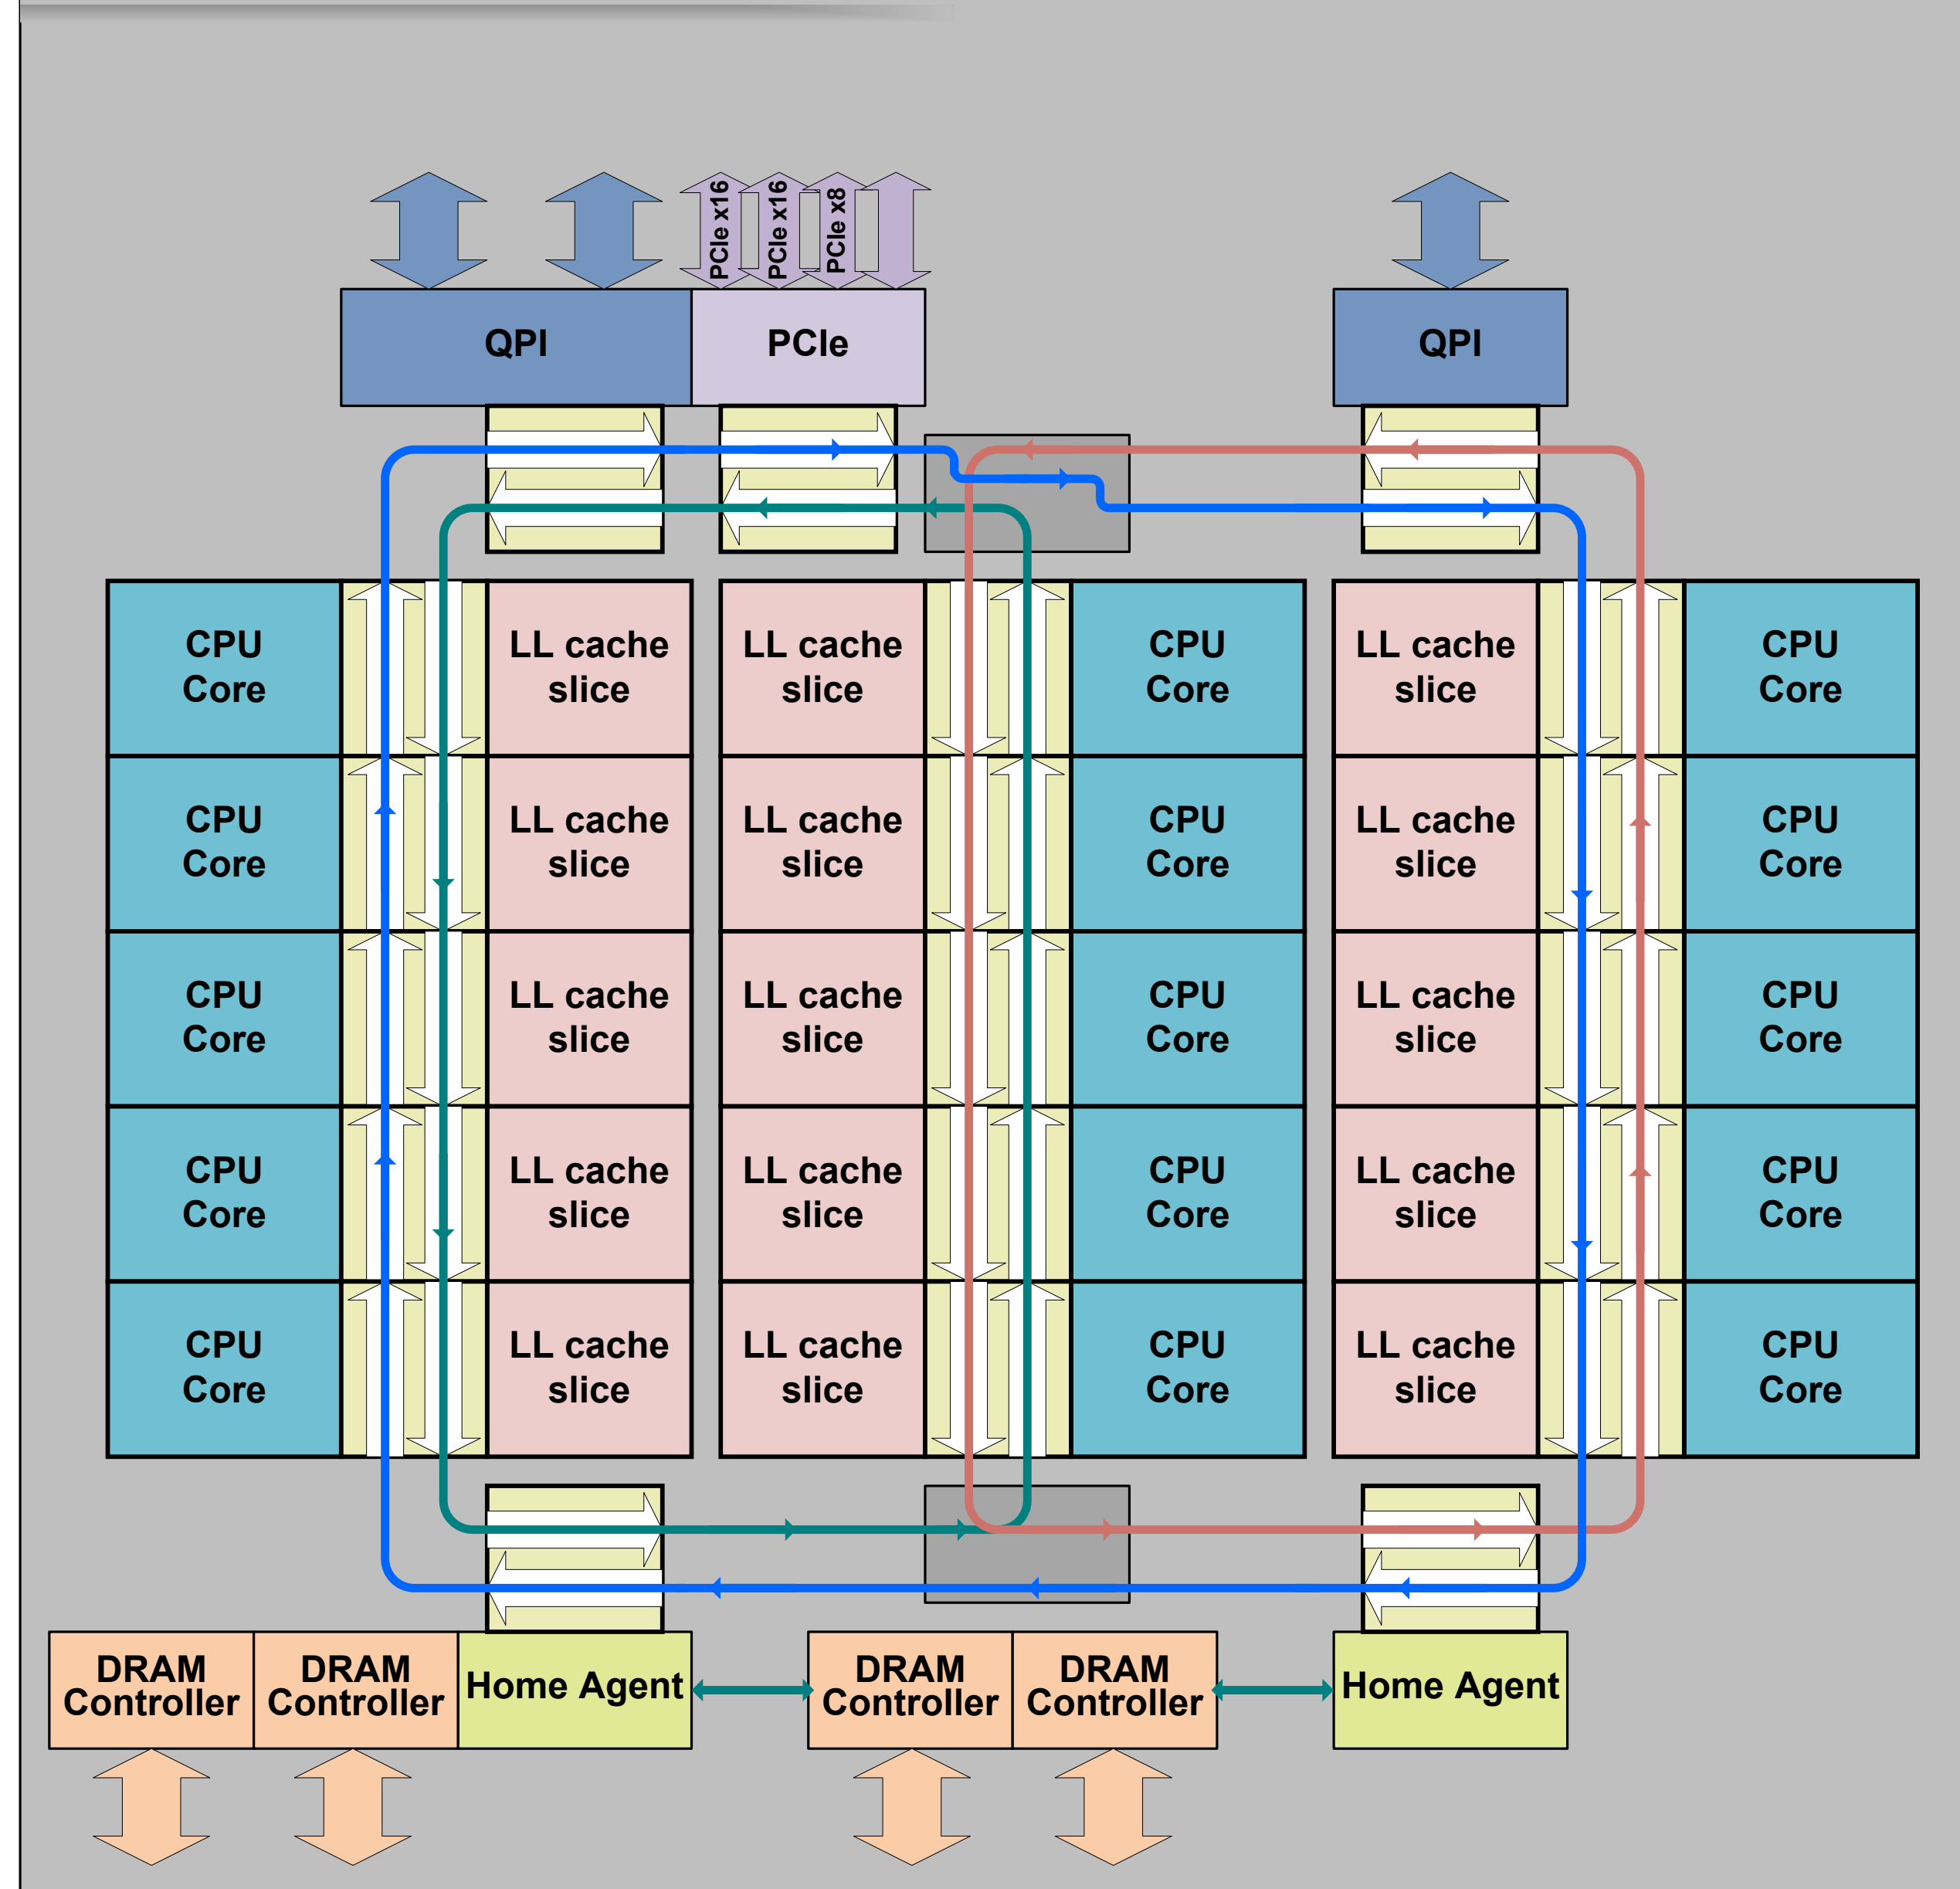 PCIe x16
PCIe x16
PCIe x8
QPI
PCIe
QPI
CPU
Core
LL cache
slice
LL cache
slice
CPU
Core
LL cache
slice
CPU
Core
CPU
Core
LL cache
slice
LL cache
slice
CPU
Core
LL cache
slice
CPU
Core
CPU
Core
LL cache
slice
LL cache
slice
CPU
Core
LL cache
slice
CPU
Core
CPU
Core
LL cache
slice
LL cache
slice
CPU
Core
LL cache
slice
CPU
Core
CPU
Core
LL cache
slice
LL cache
slice
CPU
Core
LL cache
slice
CPU
Core
DRAM
Controller
DRAM
Controller
Home Agent
DRAM
Controller
DRAM
Controller
Home Agent